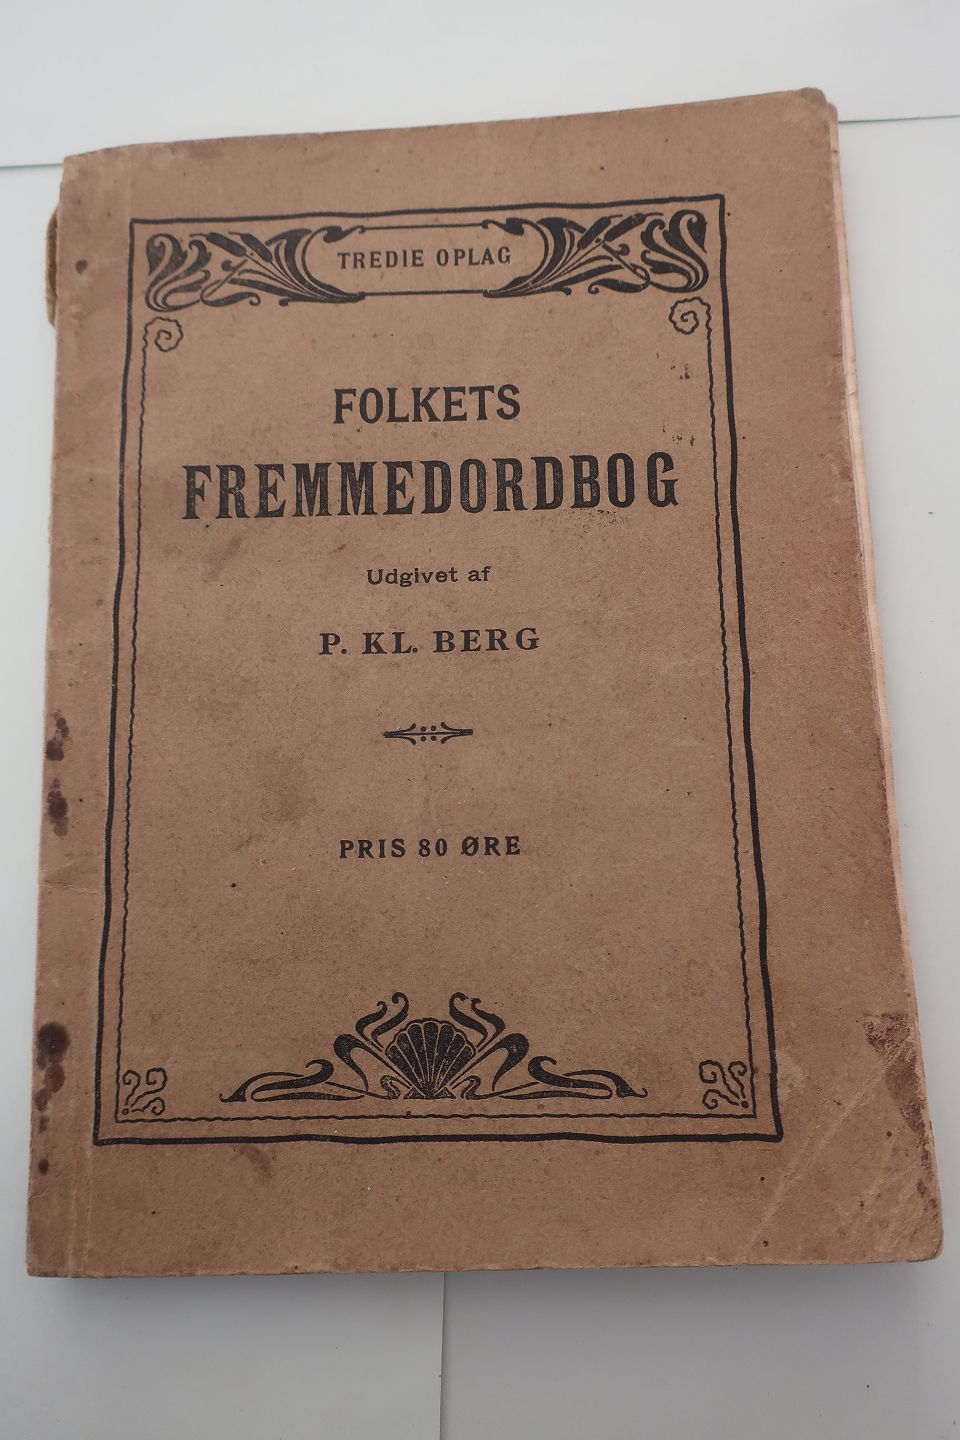 TREDIE OPLAG
FOLKETS
FREMMEDORDBOG
Udgivet af
P. KL. BERG
PRIS 80 ØRE